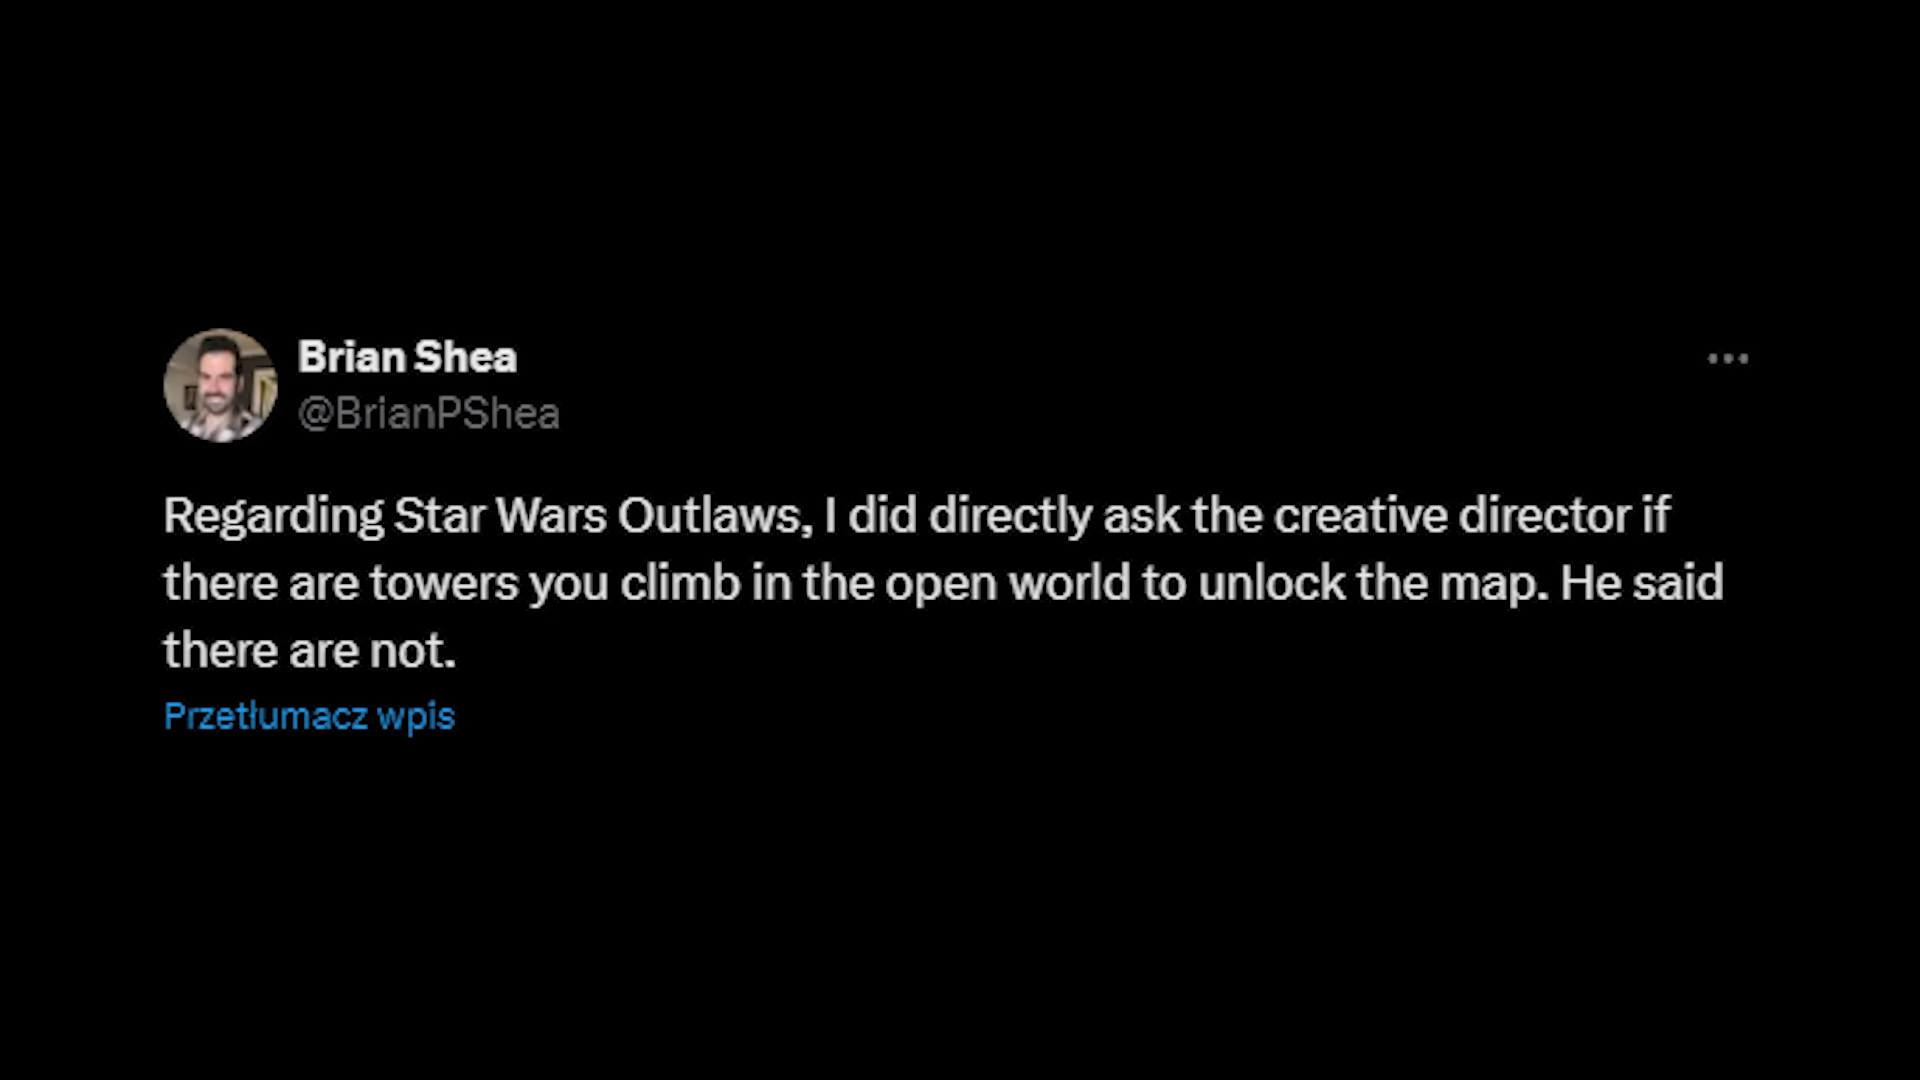 Brian Shea
@BrianPShea
Regarding Star Wars Outlaws, I did directly ask the creative director if
there are towers you climb in the open world to unlock the map. He said
there are not.
Przetłumacz wpis